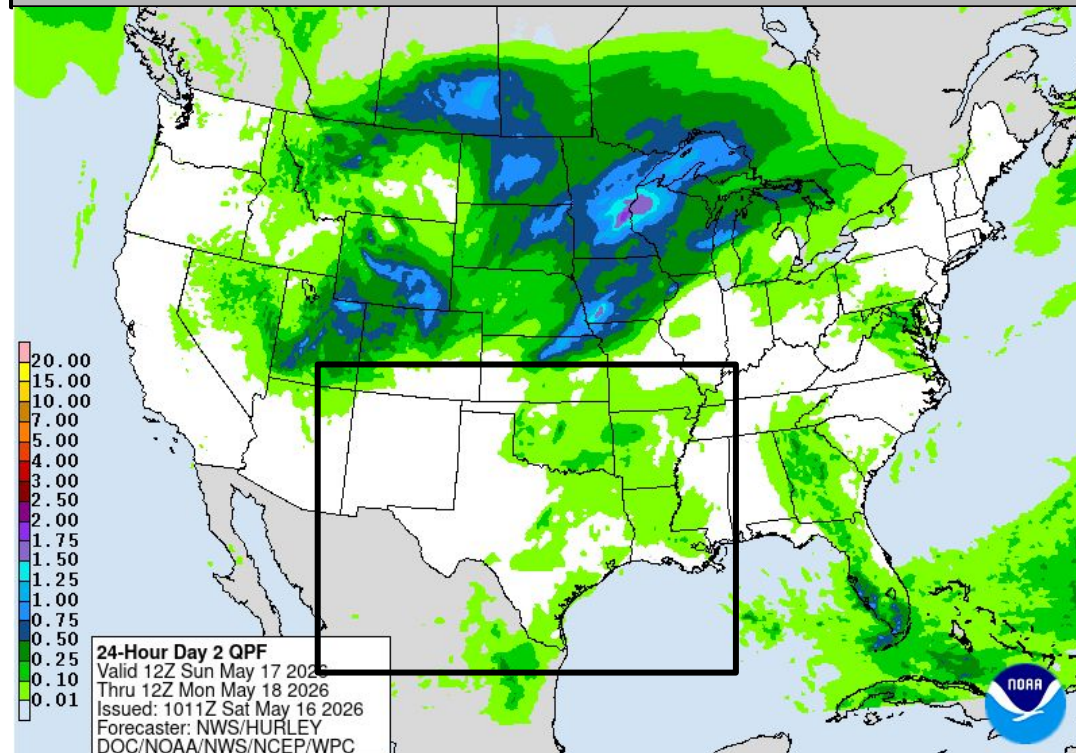 20.00
15.00
10.00
7.00
5.00
4.00
3.00
2.50
2.00
1.75
1.50
1.25
1.00
0.75
0.50
0.25
0.10
0.01
24-Hour Day 2 QPF
Valid 12Z Sun May 17 2026
Thru 12Z Mon May 18 2026
Issued: 1011Z Sat May 16 2026
Forecaster: NWS/HURLEY
DOC/NOAA/NWS/NCEP/WPC
NOAA